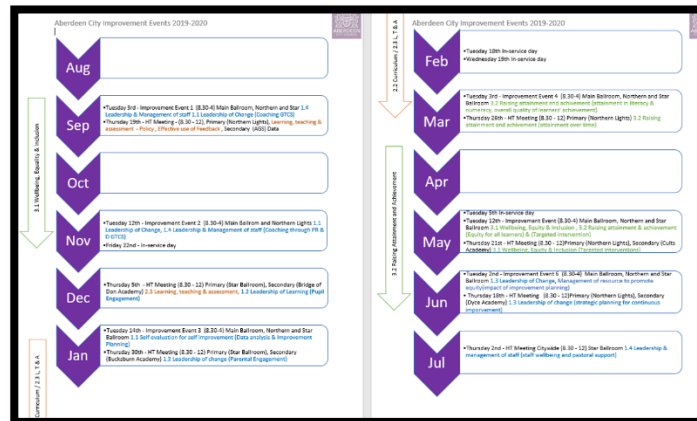 Aberdeen City Improvement Events 2019-2020
ABERDEEN
3.1 Wellbeing, Equality & Inclusion
Curriculum / 2.3 L, T & A
Aug
Sep
•Tuesday 3rd - Improvement Event 1 (8.30-4) Main Ballroom, Northern and Star 1.4
Leadership & Management of staff 1.1 Leadership of Change (Coaching GTCS)
•Thursday 19th - HT Meeting - (8.30 - 12) Primary (Northern Lights), Learning, teaching &
assessment - Policy , Effective use of Feedback , Secondary (AGS) Data
Oct
Nov
•Tuesday 12th - Improvement Event 2 (8.30-4) Main Ballroom and Northern Lights 1.1
Leadership of Change, 1.4 Leadership & Management of staff (Coaching through PR &
D GTCS)
•Friday 22nd - In-service day
Dec
•Thursday 5th - HT Meeting (8.30 - 12) Primary (Star Ballroom), Secondary (Bridge of
Don Academy) 2.3 Learning, teaching & assessment, 1.2 Leadership of Learning (Pupil
Engagement)
Jan
•Tuesday 14th - Improvement Event 3 (8.30-4) Main Ballroom, Northern and Star
Ballroom 1.1 Self evaluation for self improvement (Data analysis & Improvement
Planning)
•Thursday 30th - HT Meeting (8.30 - 12) Primary (Star Ballroom), Secondary
(Bucksburn Academy) 1.3 Leadership of change (Parental Engagement)
Aberdeen City Improvement Events 2019-2020
2.2 Curriculum / 2.3 L, T & A
3.2 Raising Attainment and Achievement
Feb
•Tuesday 18th In-service day
•Wednesday 19th In-service day
Mar
•Tuesday 3rd - Improvement Event 4 (8.30-4) Main Ballroom, Northern and Star
Ballroom 3.2 Raising attainment and achievement (attainment in literacy &
numeracy, overall quality of learners' achievement)
•Thursday 26th - HT Meeting (8.30 - 12) Primary (Northern Lights) 3.2 Raising
attainment and achievement (attainment over time)
Apr
May
•Tuesday 5th In-service day
•Tuesday 12th - Improvement Event 5 (8.30-4) Main Ballroom, Northern and Star
Ballroom 3.1 Wellbeing, Equity & Inclusion , 3.2 Raising attainment & achievement
(Equity for all learners) & (Targeted intervention)
•Thursday 21st - HT Meeting (8.30 - 12)Primary (Northern Lights), Secondary (Cults
Academy) 3.1 Wellbeing, Equity & Inclusion (Targeted interventions)
Jun
•Tuesday 2nd - Improvement Event 6 (8.30-4) Main Ballroom, Northern and Star
Ballroom 1.3 Leadership of Change, Management of resource to promote
equity(impact of improvement planning)
•Thursday 18th - HT Meeting (8.30 - 12)Primary (Northern Lights), Secondary
(Dyce Academy) 1.3 Leadership of change (strategic planning for continuous
improvement)
Jul
•Thursday 2nd - HT Meeting Citywide (8.30 - 12) Star Ballroom 1.4 Leadership &
management of staff (staff wellbeing and pastoral support)